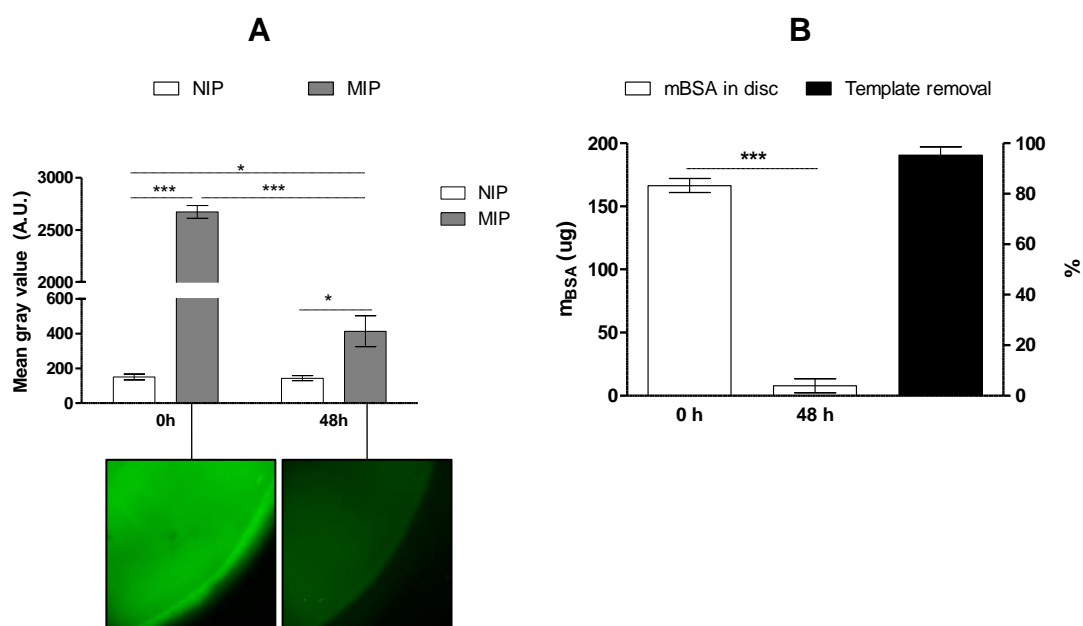 A
NIP MIP
* 
*** ***
3000
2500
2000
600
400
200
0
Mean gray value (A.U.)
*
0h 48h
NIP
MIP
B
mBSA in disc Template removal
***
200
150
100
50
0
mBSA (ug)
100
80
60
40
20
0
%
0 h 48 h